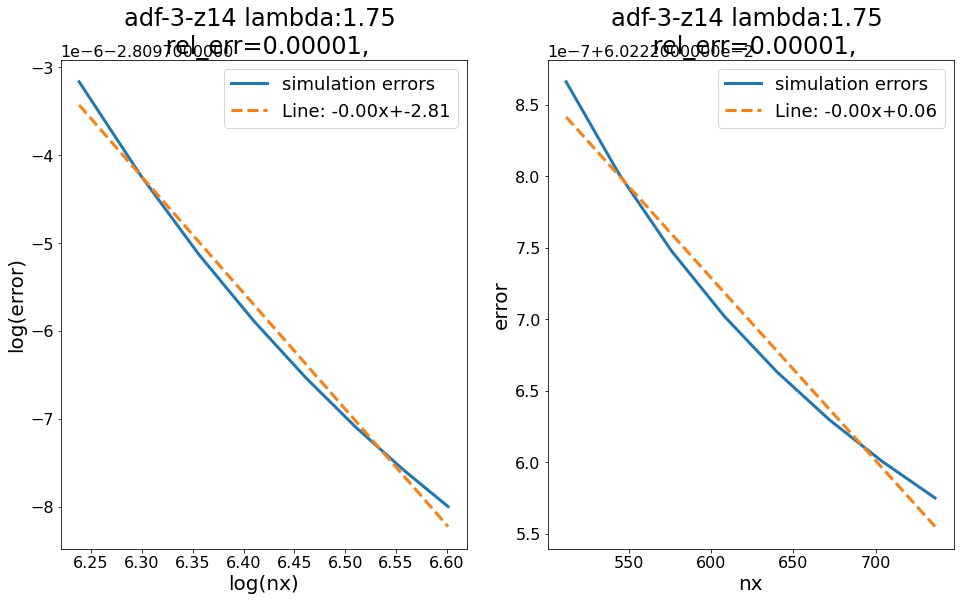 adf-3-z14 lambda:1.75
rel_err=0.00001,
1e−6−2.8097000000
simulation errors
Line: -0.00x+-2.81
−3
−4
−5
−6
−7
−8
log(error)
6.25
6.30
6.35
6.40
6.45
6.50
6.55
6.60
log(nx)
adf-3-z14 lambda:1.75
rel_err=0.00001,
1e−7+6.0222000000e−2
simulation errors
Line: -0.00x+0.06
8.5
8.0
7.5
7.0
6.5
6.0
5.5
error
550
600
650
700
nx